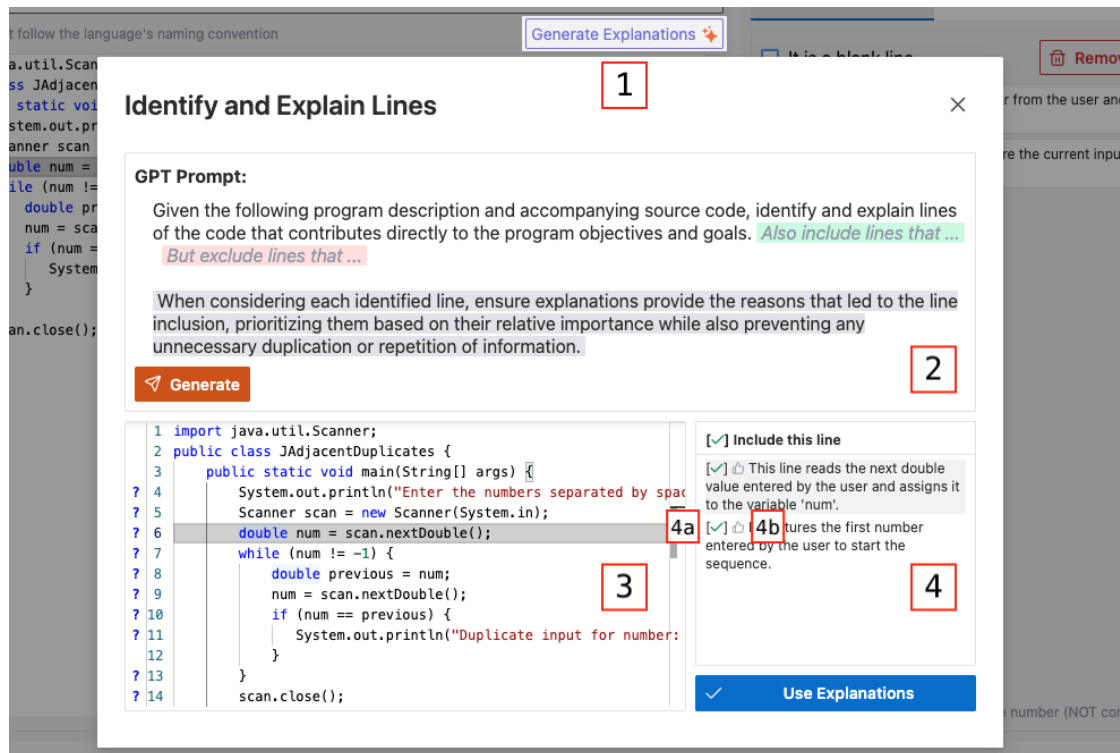 t follow the language's naming convention
Generate Explanations
It is a blank line
Remov
1
a.util.Scan
ss JAdjacen
static voi
stem.out.pr
anner scan
uble num =
ile (num !=
double pr
num = sca
if (num =
System
}
an.close();
r from the user and
re the current inpu
number (NOT cor
Identify and Explain Lines
GPT Prompt:
Given the following program description and accompanying source code, identify and explain lines
of the code that contributes directly to the program objectives and goals. Also include lines that ...
But exclude lines that ...
When considering each identified line, ensure explanations provide the reasons that led to the line
inclusion, prioritizing them based on their relative importance while also preventing any
unnecessary duplication or repetition of information.
2
Generate
1 import java.util.Scanner;
2 public class JAdjacentDuplicates {
3 public static void main(String[] args) {
? 4 System.out.println("Enter the numbers separated by spac
? 5 Scanner scan = new Scanner(System.in);
? 6 double num = scan.nextDouble();
? 7 while (num != -1) {
? 8 double previous = num;
? 9 num = scan.nextDouble();
? 10 if (num == previous) {
? 11 System.out.println("Duplicate input for number:
12 }
? 13 }
? 14 scan.close();
3
[✓] Include this line
[✓] This line reads the next double
value entered by the user and assigns it
to the variable 'num'.
4a [✓] 4b tures the first number
entered by the user to start the
sequence.
4
Use Explanations